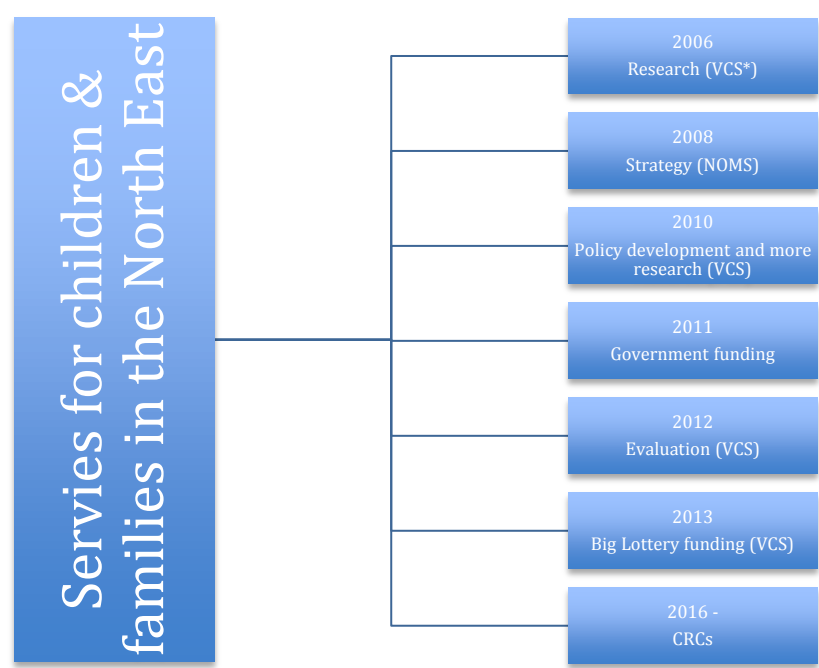 Servies for children &
families in the North East
2006
Research (VCS*)
2008
Strategy (NOMS)
2010
Policy development and more
research (VCS)
2011
Government funding
2012
Evaluation (VCS)
2013
Big Lottery funding (VCS)
2016 -
CRCs